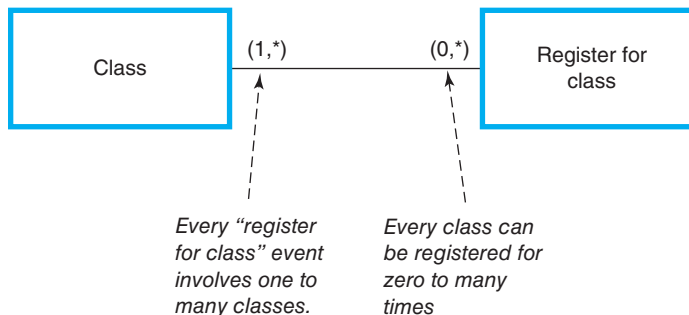 Class
(1,*)
(0,*)
Register for
class
Every “register
for class” event
involves one to
many classes.
Every class can
be registered for
zero to many
times